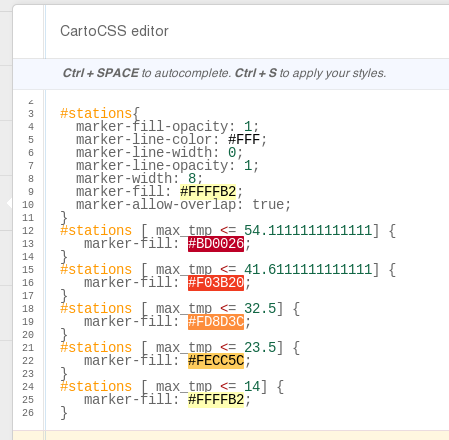 CartoCSS editor
Ctrl + SPACE to autocomplete. Ctrl + S to apply your styles.
2
3 #stations{
4 marker-fill-opacity: 1;
5 marker-line-color: #FFF;
6 marker-line-width: 0;
7 marker-line-opacity: 1;
8 marker-width: 8;
9 marker-fill: #FFFFB2;
10 marker-allow-overlap: true;
11 }
12 #stations [ max_tmp <= 54.1111111111111] {
13 marker-fill: #BD0026;
14 }
15 #stations [ max_tmp <= 41.6111111111111] {
16 marker-fill: #F03B20;
17 }
18 #stations [ max_tmp <= 32.5] {
19 marker-fill: #FD8D3C;
20 }
21 #stations [ max_tmp <= 23.5] {
22 marker-fill: #FECC5C;
23 }
24 #stations [ max_tmp <= 14] {
25 marker-fill: #FFFFB2;
26 }